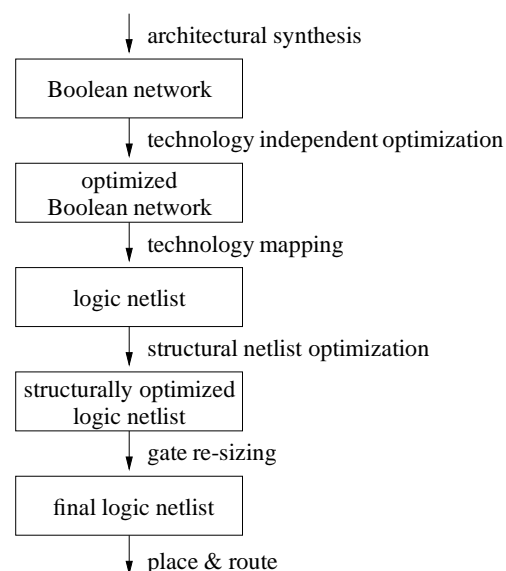 architectural synthesis
Boolean network
technology independent optimization
optimized
Boolean network
technology mapping
logic netlist
structural netlist optimization
structurally optimized
logic netlist
gate re-sizing
final logic netlist
place & route